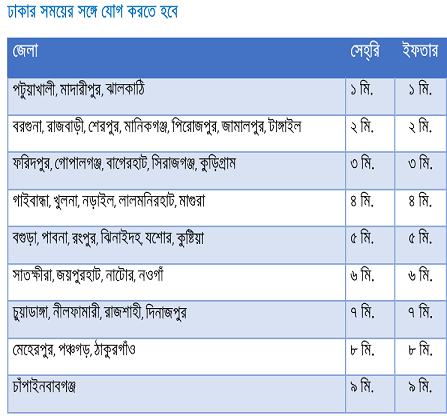 ঢাকার সময়ের সঙ্গে যোগ করতে হবে
জেলা সেহ্‌রি ইফতার
পটুয়াখালী, মাদারীপুর, ঝালকাঠি ১ মি. ১ মি.
বরগুনা, রাজবাড়ী, শেরপুর, মানিকগঞ্জ, পিরোজপুর, জামালপুর, টাঙ্গাইল ২ মি. ২ মি.
ফরিদপুর, গোপালগঞ্জ, বাগেরহাট, সিরাজগঞ্জ, কুড়িগ্রাম ৩ মি. ৩ মি.
গাইবান্ধা, খুলনা, নড়াইল, লালমনিরহাট, মাগুরা ৪ মি. ৪ মি.
বগুড়া, পাবনা, রংপুর, ঝিনাইদহ, যশোর, কুষ্টিয়া ৫ মি. ৫ মি.
সাতক্ষীরা, জয়পুরহাট, নাটোর, নওগাঁ ৬ মি. ৬ মি.
চুয়াডাঙ্গা, নীলফামারী, রাজশাহী, দিনাজপুর ৭ মি. ৭ মি.
মেহেরপুর, পঞ্চগড়, ঠাকুরগাঁও ৮ মি. ৮ মি.
চাঁপাইনবাবগঞ্জ ৯ মি. ৯ মি.